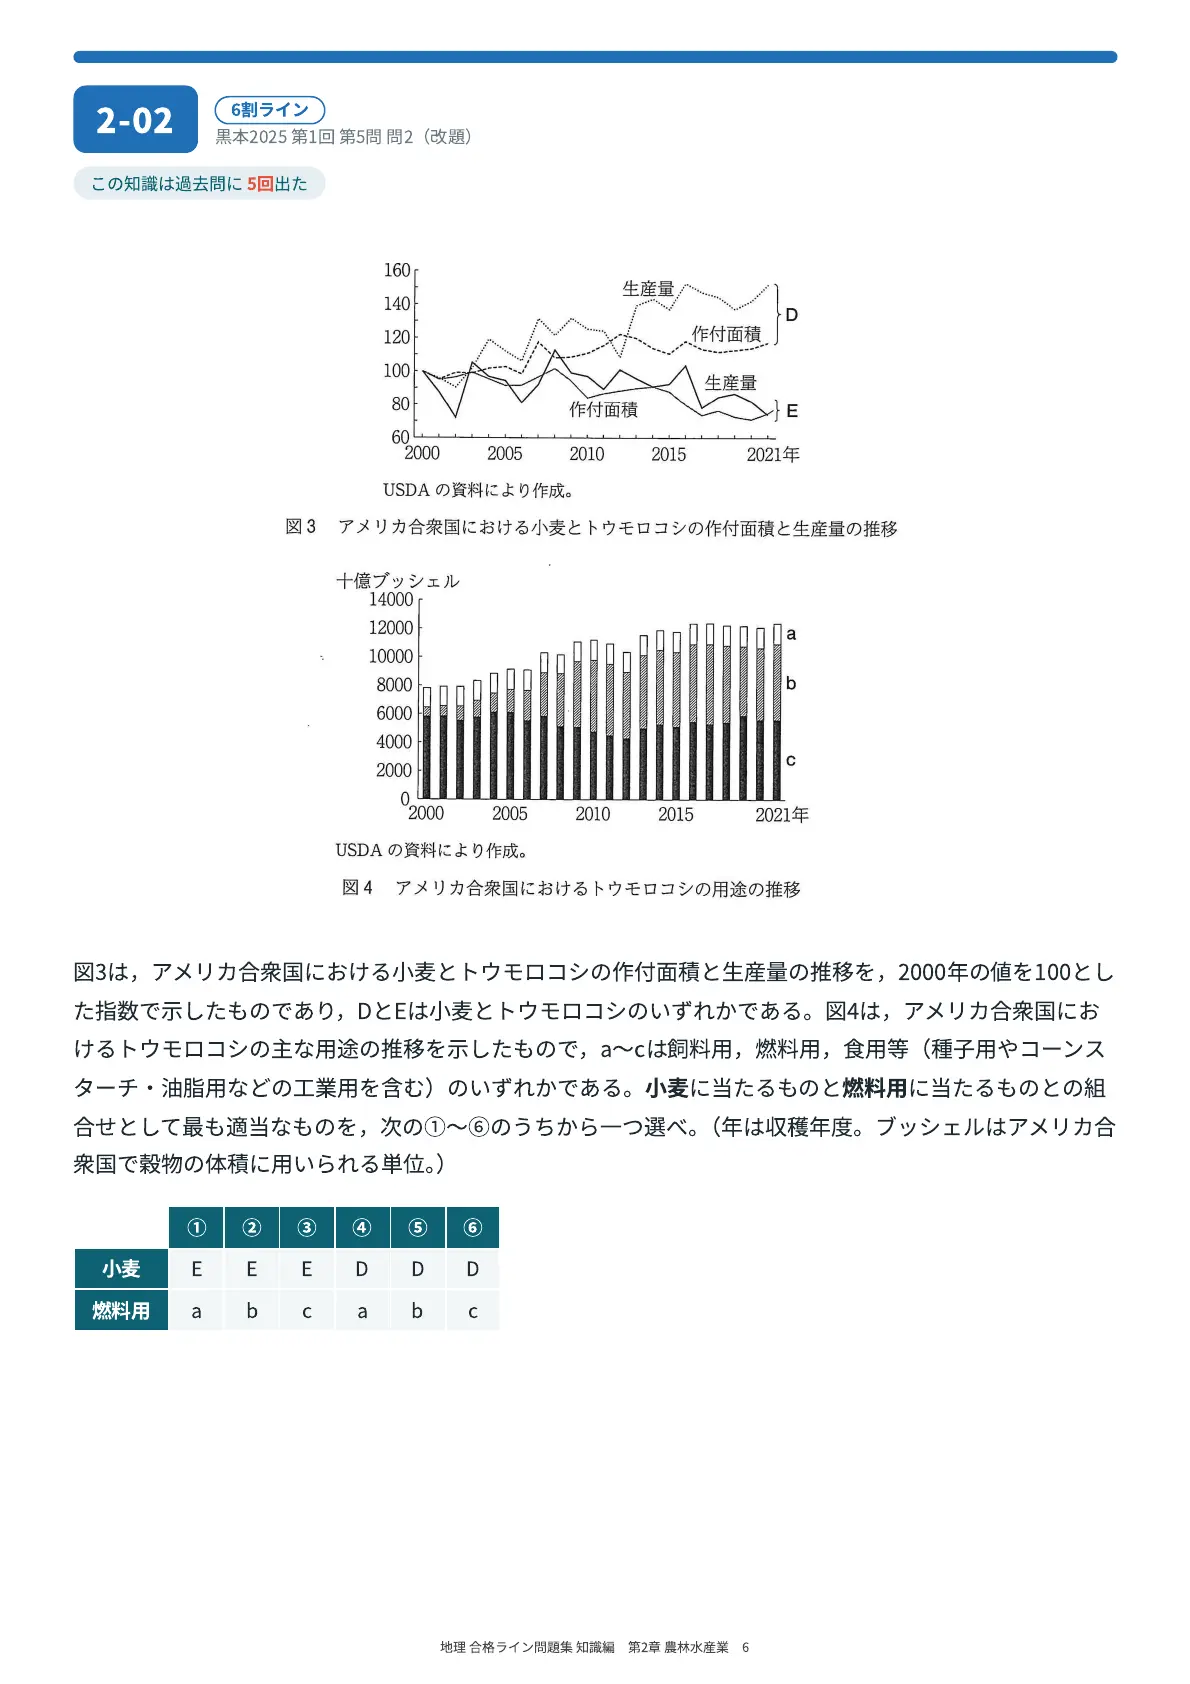 2-02
6割ライン
黒本2025 第1回 第5問 問2（改題）
この知識は過去問に 5回出た
160
140
120
100
80
60
生産量
作付面積
D
生産量
作付面積
E
2000 2005 2010 2015 2021年
USDA の資料により作成。
図3 アメリカ合衆国における小麦とトウモロコシの作付面積と生産量の推移
十億ブッシェル
14000
12000
10000
8000
6000
4000
2000
0
a
b
c
2000 2005 2010 2015 2021年
USDA の資料により作成。
図4 アメリカ合衆国におけるトウモロコシの用途の推移
図3は，アメリカ合衆国における小麦とトウモロコシの作付面積と生産量の推移を，2000年の値を100とし
た指数で示したものであり，DとEは小麦とトウモロコシのいずれかである。図4は，アメリカ合衆国にお
けるトウモロコシの主な用途の推移を示したもので，a～cは飼料用，燃料用，食用等（種子用やコーンス
ターチ・油脂用などの工業用を含む）のいずれかである。小麦に当たるものと燃料用に当たるものとの組
合せとして最も適当なものを，次の①～⑥のうちから一つ選べ。（年は収穫年度。ブッシェルはアメリカ合
衆国で穀物の体積に用いられる単位。）
① ② ③ ④ ⑤ ⑥
小麦 E E E D D D
燃料用 a b c a b c
地理 合格ライン問題集 知識編 第2章 農林水産業 6